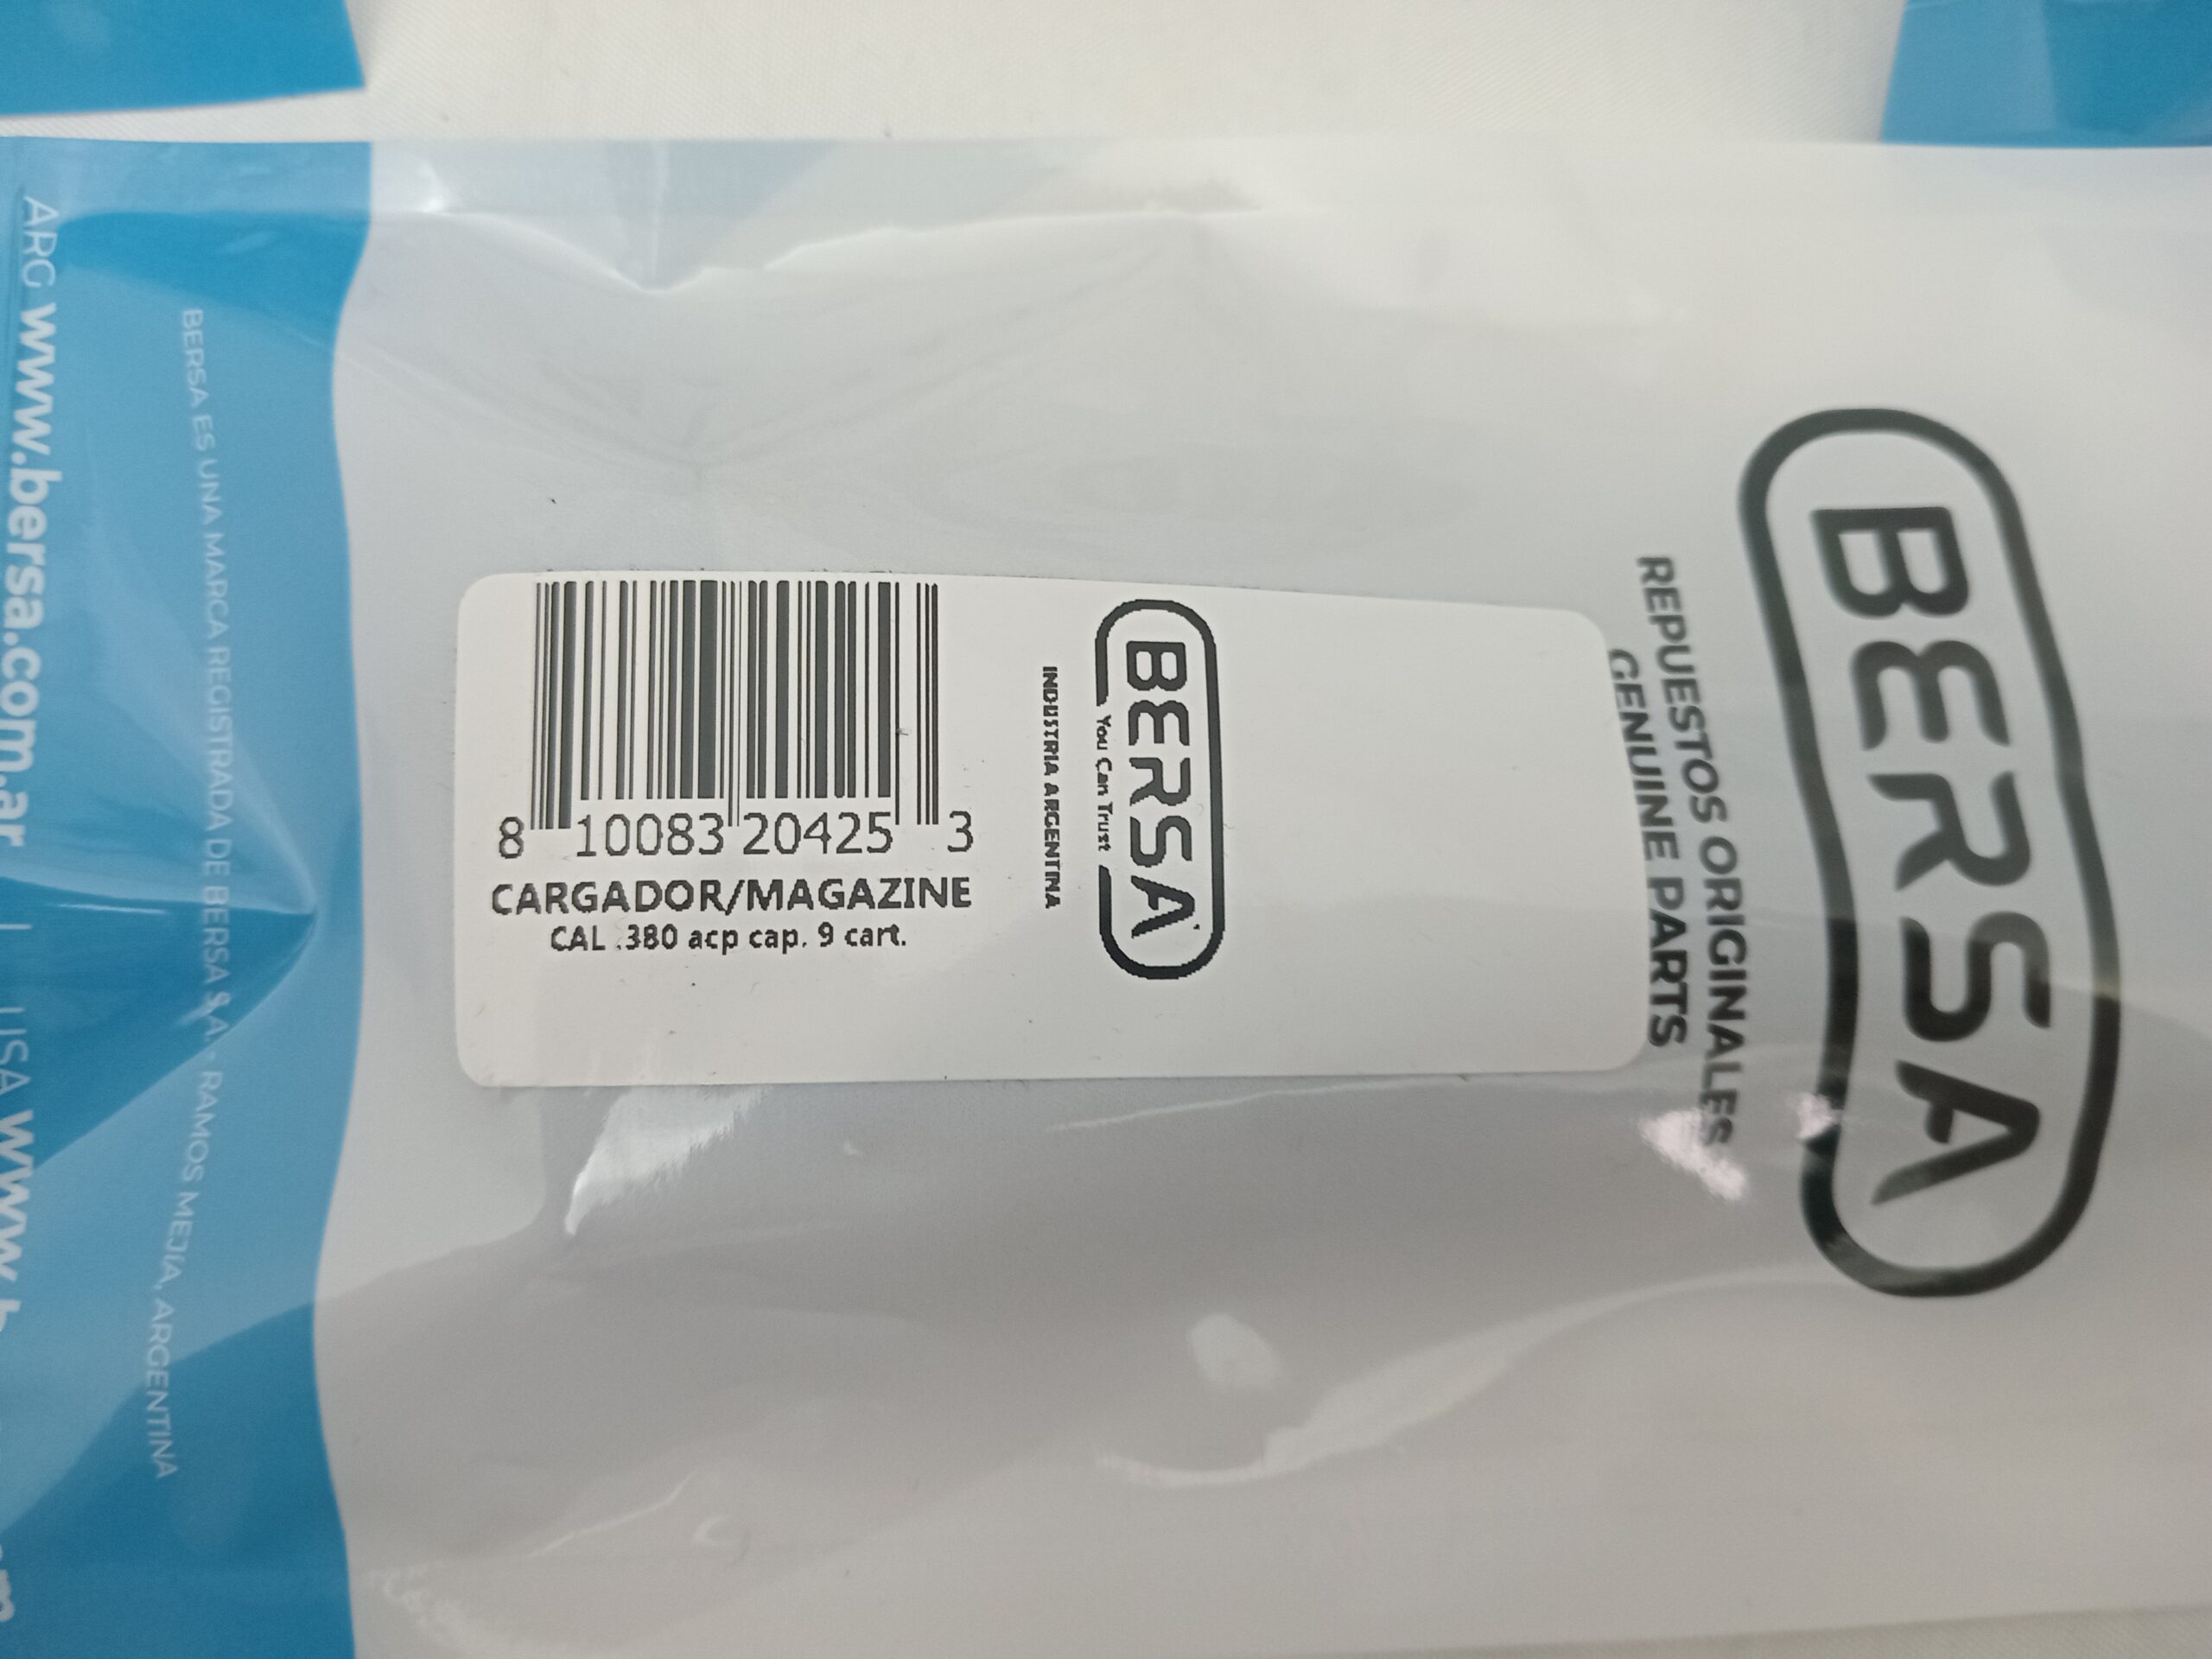 BERSA
REPUESTOS ORIGINALES
GENUINE PARTS
BERSA
You Can Trust
INDUSTRIA ARGENTINA
8 10083 20425 3
CARGADOR/MAGAZINE
CAL .380 acp cap. 9 cart.
BERSA ES UNA MARCA REGISTRADA DE BERSA S.A. - RAMOS MEJIA, ARGENTINA
ARG www.bersa.com.ar | USA